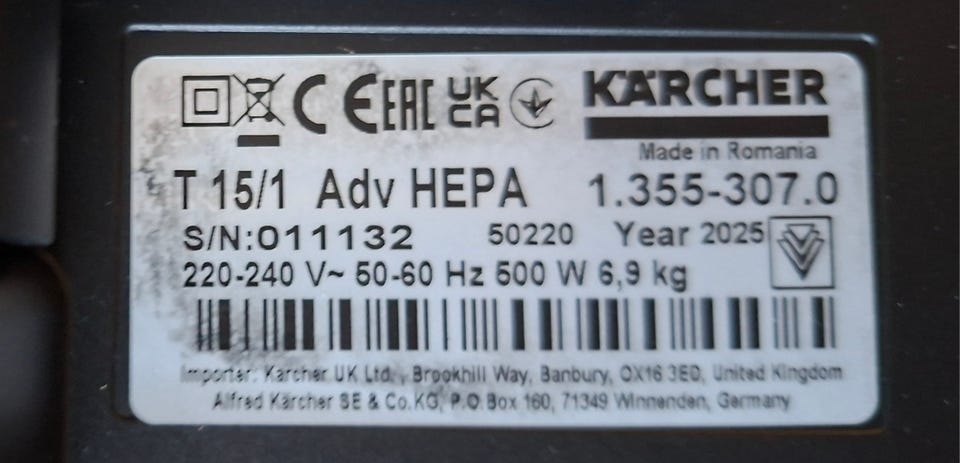 CE EAC UK CA KÄRCHER
Made in Romania
T 15/1 Adv HEPA 1.355-307.0
S/N:011132 50220 Year 2025
220-240 V~ 50-60 Hz 500 W 6,9 kg
Importer: Karcher UK Ltd., Brookhill Way, Banbury, OX16 3ED, United Kingdom
Alfred Kärcher SE & Co.KG, P.O.Box 160, 71349 Winnenden, Germany